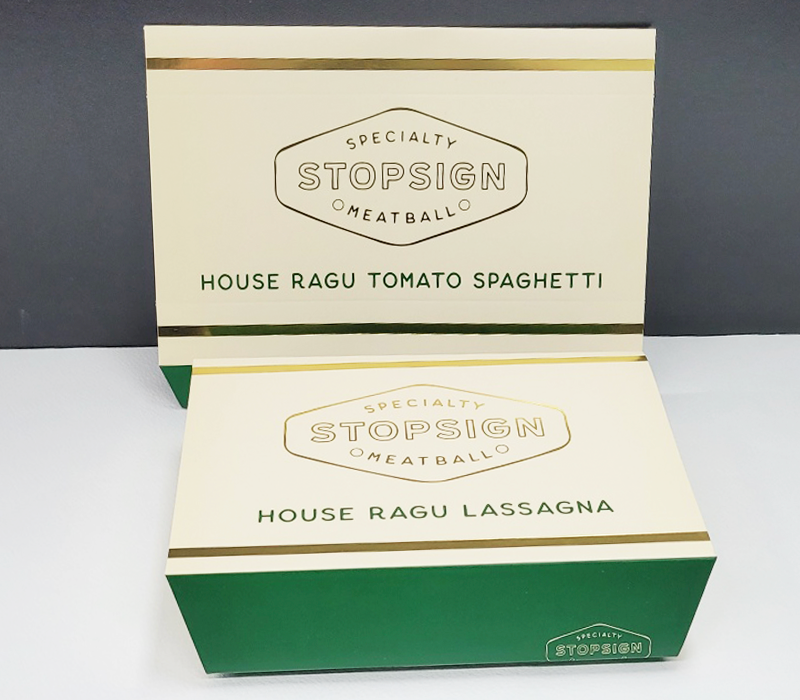 SPECIALTY
STOPSIGN
MEATBALL
HOUSE RAGU TOMATO SPAGHETTI
SPECIALTY
STOPSIGN
MEATBALL
HOUSE RAGU LASSAGNA
SPECIALTY
STOPSIGN